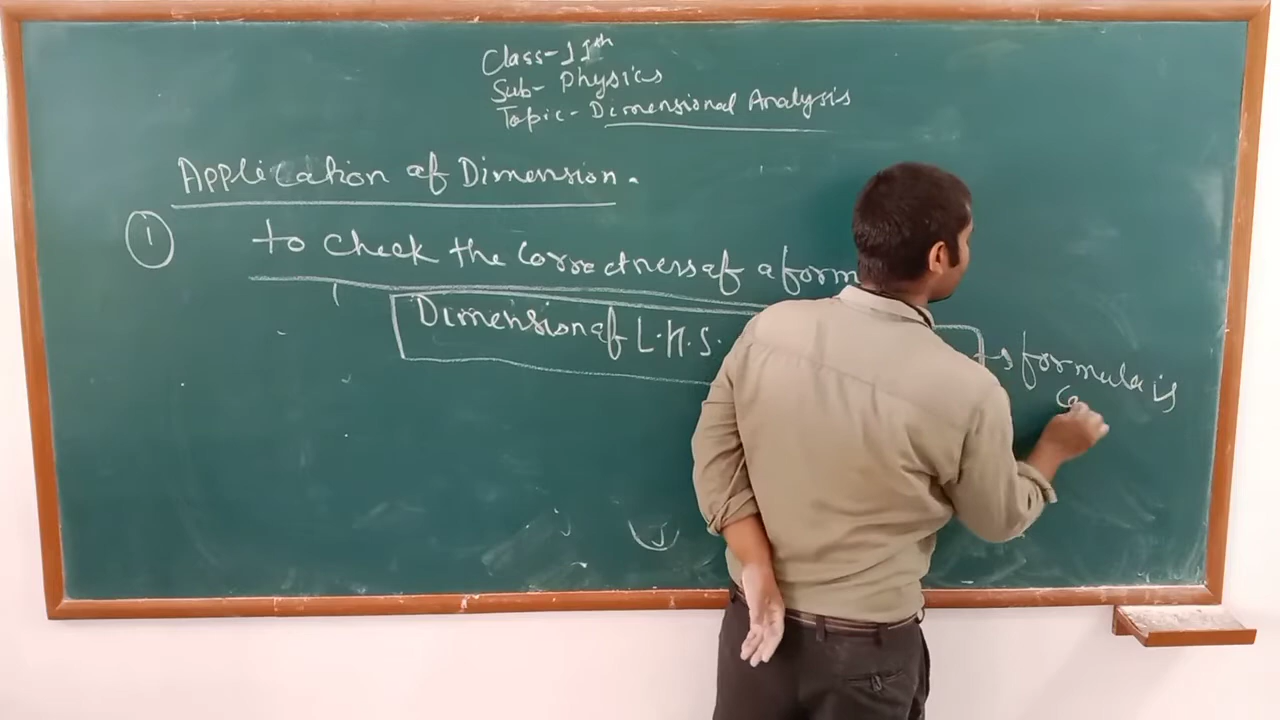 Class-11th
Sub- Physics
Topic- Dimensional Analysis
Application of Dimension.
1 to check the correctness of a form
Dimension of L.H.S.
→ formula is